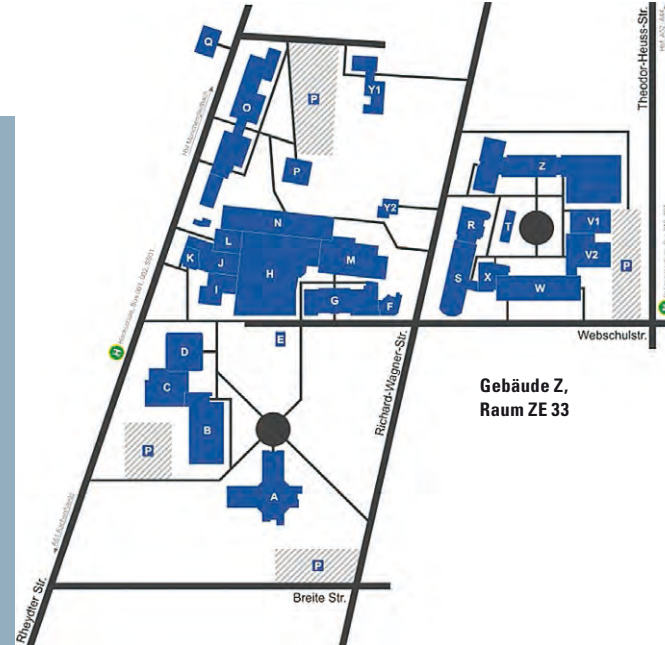 Q
Theodor-Heuss-Str.
P
Y1
O
Z
P
Y2
R
T
V1
N
L
K
J
H
M
S
X
V2
P
W
I
G
F
Webschulstr.
E
H
D
Richard-Wagner-Str.
C
Gebäude Z,
Raum ZE 33
B
P
A
P
Breite Str.
Rheydter Str.